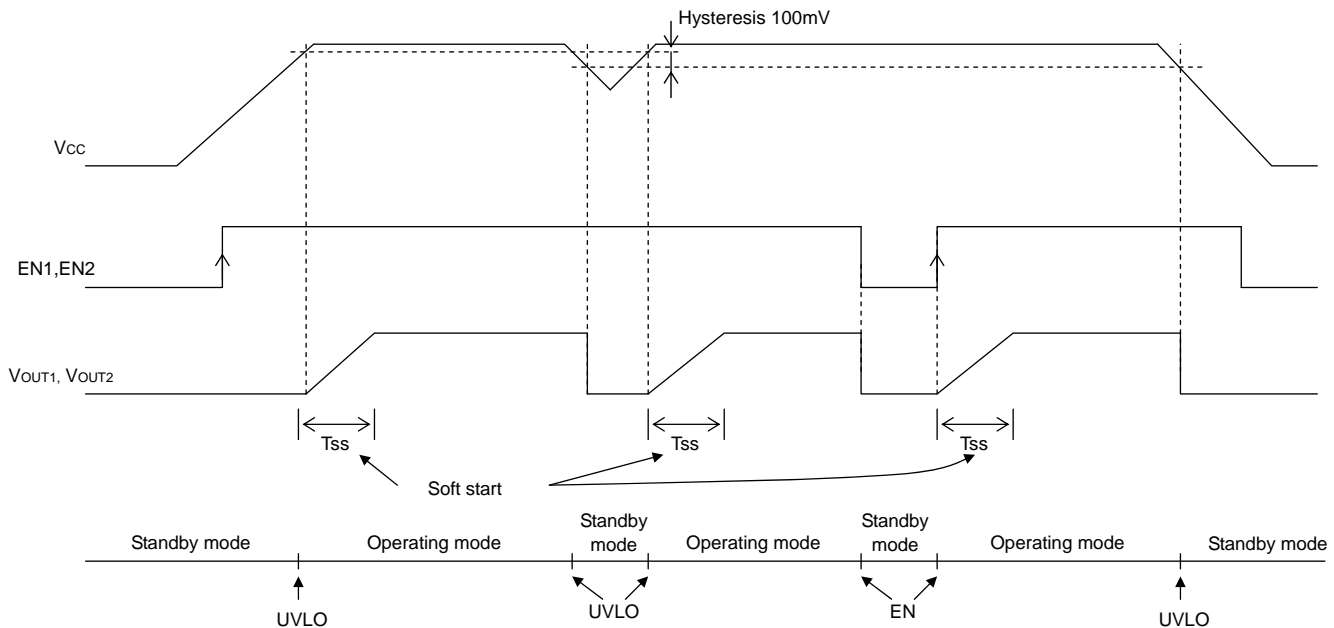 Hysteresis 100mV
VCC
EN1,EN2
VOUT1, VOUT2
Tss
Tss
Tss
Soft start
Standby mode
Operating mode
Standby
mode
Operating mode
Standby
mode
Operating mode
Standby mode
UVLO
UVLO
EN
UVLO